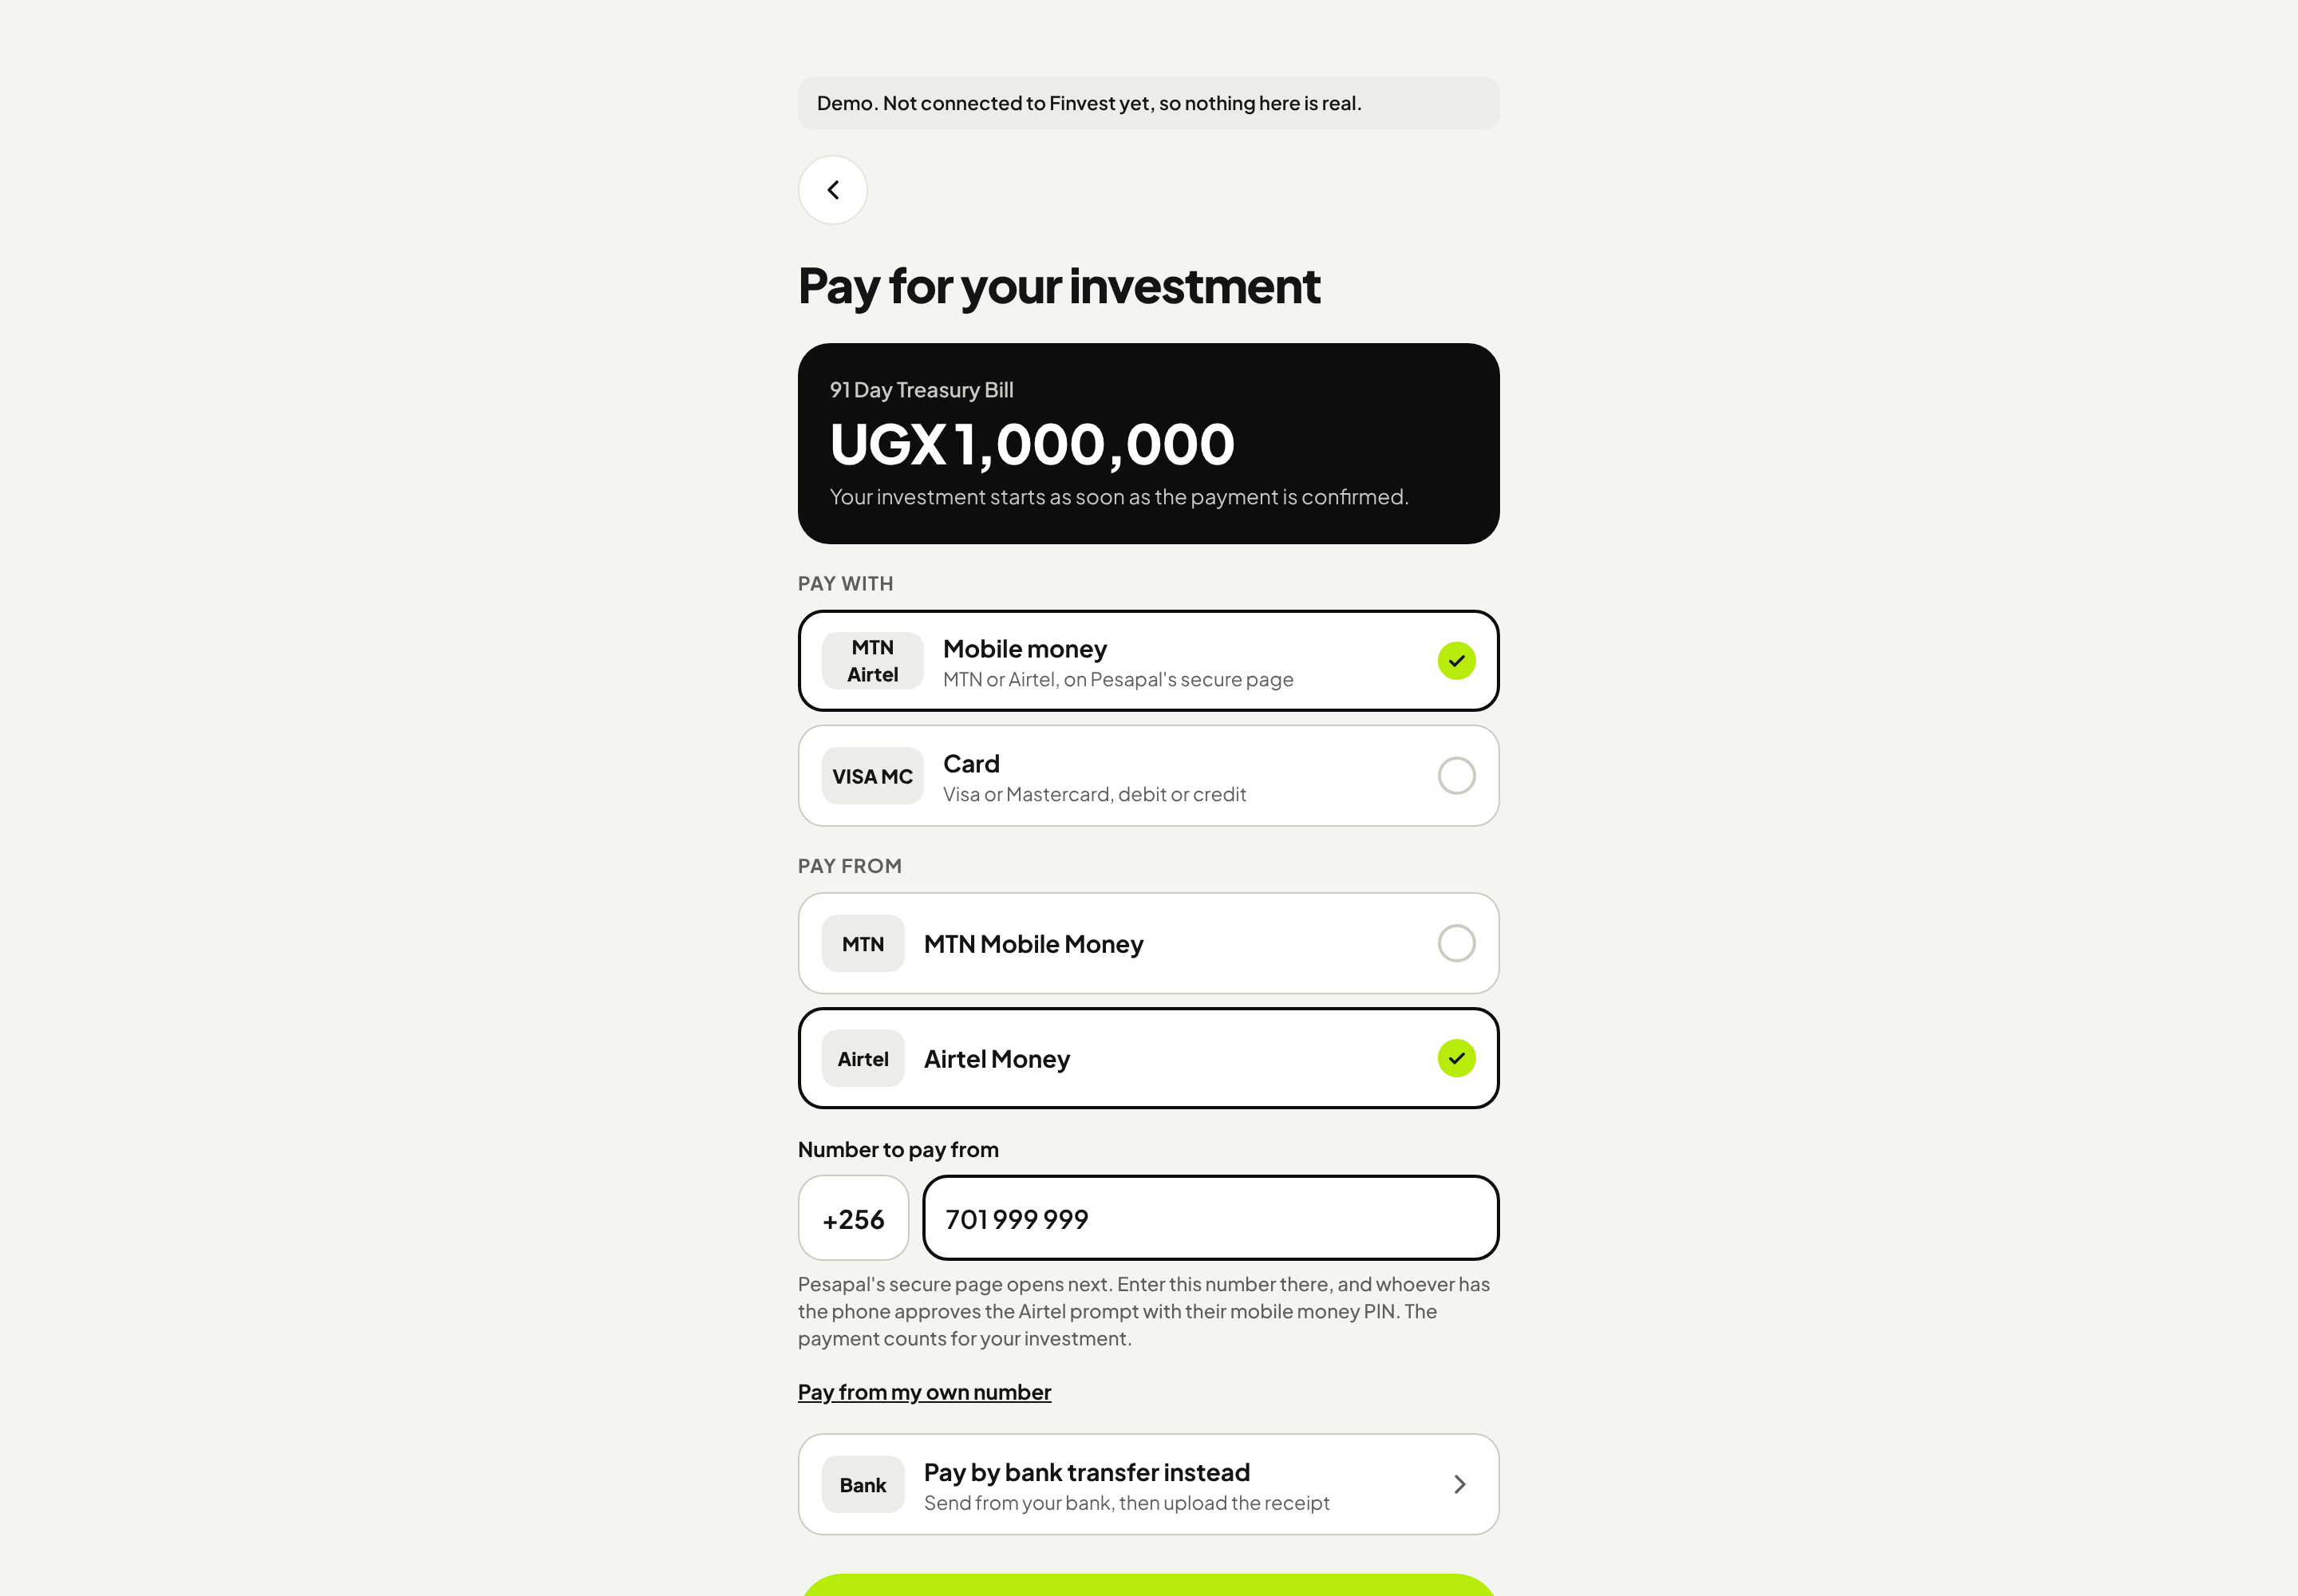 Demo. Not connected to Finvest yet, so nothing here is real.
Pay for your investment
91 Day Treasury Bill
UGX 1,000,000
Your investment starts as soon as the payment is confirmed.
PAY WITH
MTN
Airtel
Mobile money
MTN or Airtel, on Pesapal's secure page
VISA MC
Card
Visa or Mastercard, debit or credit
PAY FROM
MTN
MTN Mobile Money
Airtel
Airtel Money
Number to pay from
+256
701 999 999
Pesapal's secure page opens next. Enter this number there, and whoever has
the phone approves the Airtel prompt with their mobile money PIN. The
payment counts for your investment.
Pay from my own number
Bank
Pay by bank transfer instead
Send from your bank, then upload the receipt